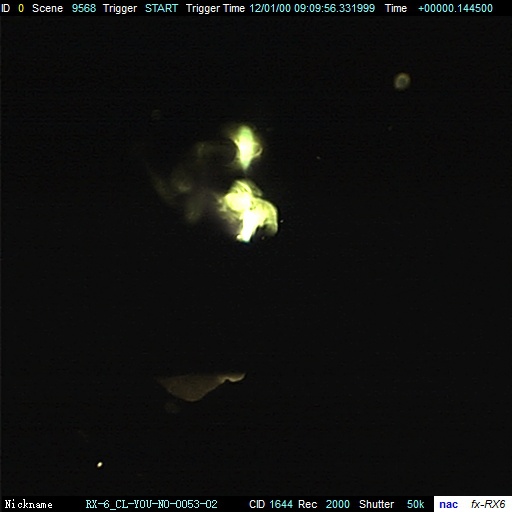 ID 0 Scene 9568 Trigger START Trigger Time 12/01/00 09:09:56.331999 Time +00000.144500
Nickname RX-6_CL-YOU-NO-0053-02 CID 1644 Rec 2000 Shutter 50k nac fx-RX6